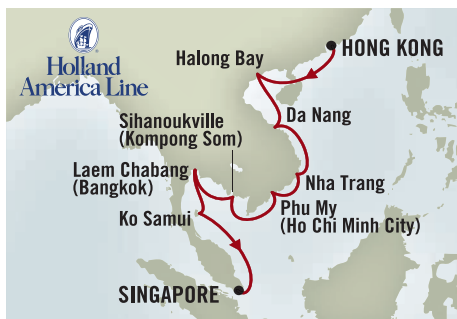 Holland
America Line
HONG KONG
Halong Bay
Da Nang
Sihanoukville
(Kompong Som)
Laem Chabang
(Bangkok)
Nha Trang
Phu My
(Ho Chi Minh City)
Ko Samui
SINGAPORE